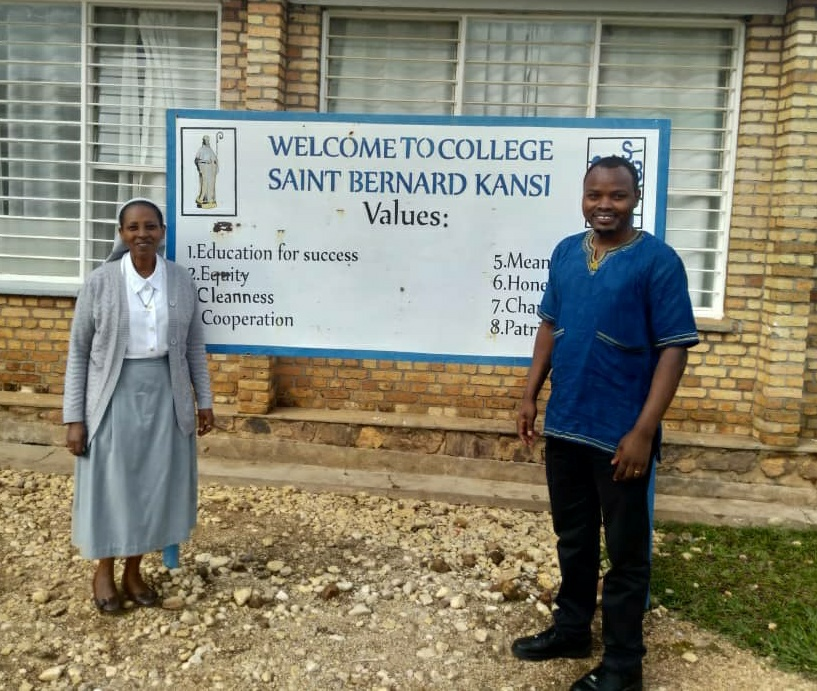 WELCOME TO COLLEGE
SAINT BERNARD KANSI
Values:
1.Education for success
2.Equity
Cleanness
Cooperation
5.Mean
6.Hone
7.Char
8.Patri